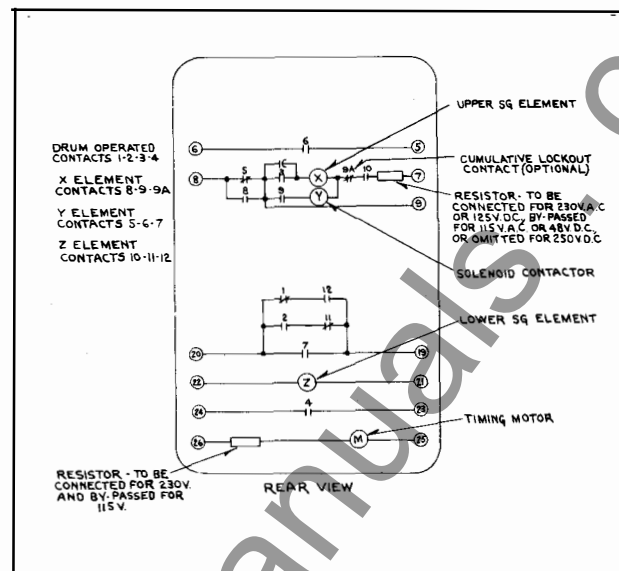 UPPER SG ELEMENT
DRUM OPERATED
CONTACTS 1-2-3-4
X ELEMENT
CONTACTS 8-9-9A
Y ELEMENT
CONTACTS 5-6-7
Z ELEMENT
CONTACTS 10-11-12
6 6 5
CUMULATIVE LOCKOUT
CONTACT (OPTIONAL)
8 5 X 9A 10 7
8 9 Y
9
RESISTOR - TO BE
CONNECTED FOR 230V.A.C
OR 125V.D.C., BY-PASSED
FOR 115V.A.C. OR 48V.D.C.,
OR OMITTED FOR 250V.D.C
SOLENOID CONTACTOR
1 12
2 11
LOWER SG ELEMENT
20 7 19
22 Z 21
24 4 23
TIMING MOTOR
26 M 25
RESISTOR - TO BE
CONNECTED FOR 230V.
AND BY-PASSED FOR
115 V.
REAR VIEW
anuals.